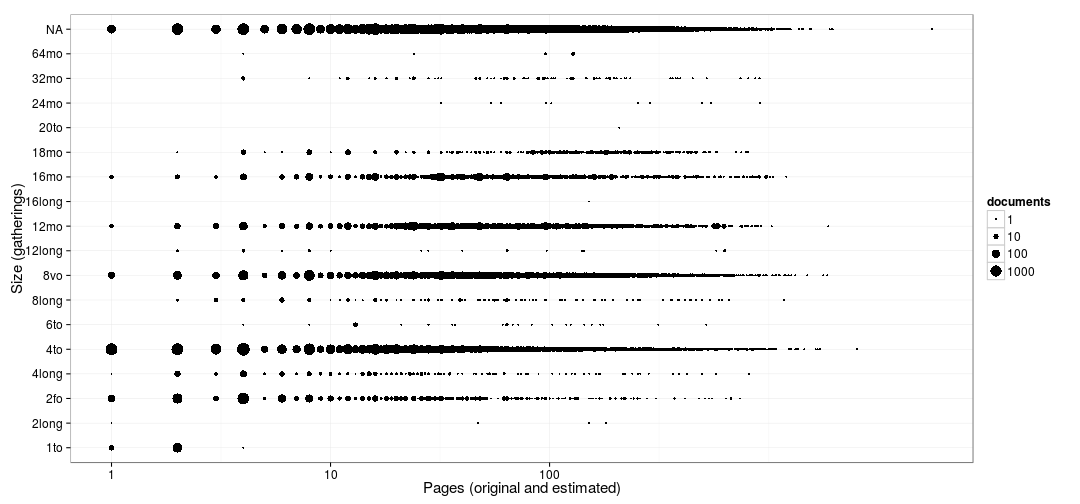 NA
64mo
32mo
24mo
20to
18mo
16mo
16long
12mo
12long
8vo
8long
6to
4to
4long
2fo
2long
1to
Size (gatherings)
1
10
100
Pages (original and estimated)
documents
1
10
100
1000